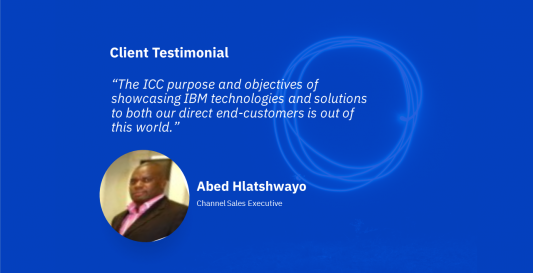 Client Testimonial
“The ICC purpose and objectives of
showcasing IBM technologies and solutions
to both our direct end-customers is out of
this world.”
Abed Hlatshwayo
Channel Sales Executive